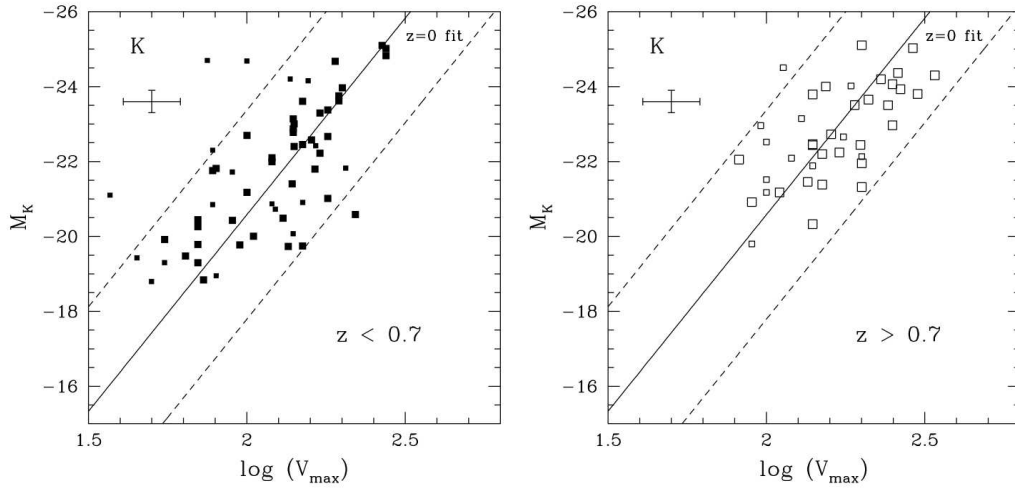 -26
-24
-22
-20
-18
-16
M_K
K
z=0 fit
z < 0.7
1.5
2
2.5
log (V_max)
-26
-24
-22
-20
-18
-16
M_K
K
z=0 fit
z > 0.7
1.5
2
2.5
log (V_max)